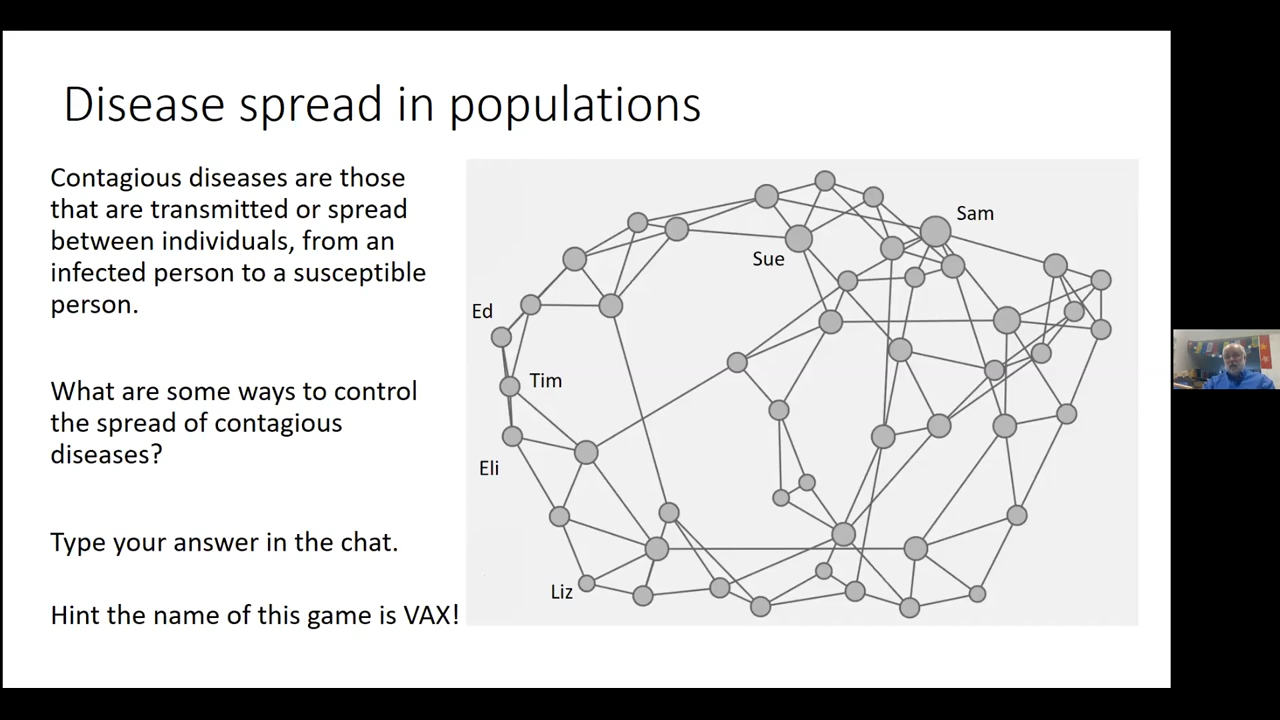 Disease spread in populations
Contagious diseases are those
that are transmitted or spread
between individuals, from an
infected person to a susceptible
person.
What are some ways to control
the spread of contagious
diseases?
Type your answer in the chat.
Hint the name of this game is VAX!
Sam
Sue
Ed
Tim
Eli
Liz